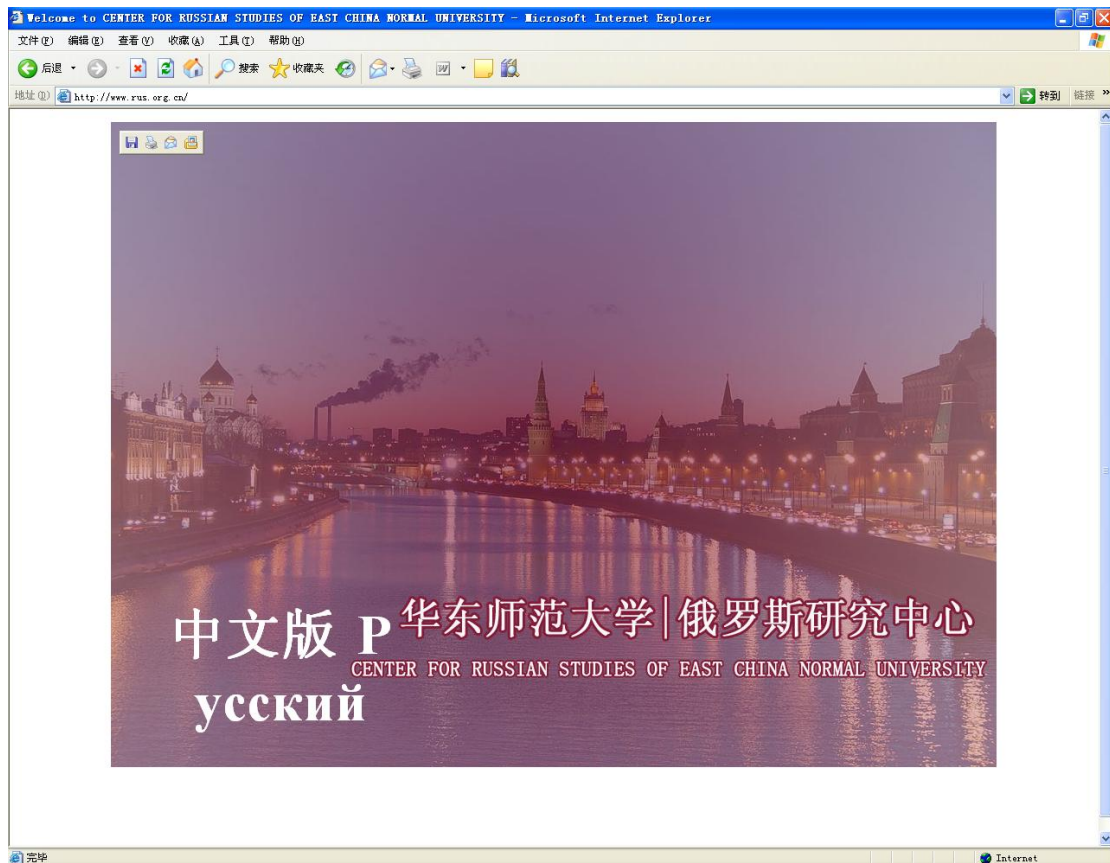 Welcome to CENTER FOR RUSSIAN STUDIES OF EAST CHINA NORMAL UNIVERSITY - Microsoft Internet Explorer
文件(F) 编辑(E) 查看(V) 收藏(A) 工具(T) 帮助(H)
后退 搜索 收藏夹
地址(D) http://www.rus.org.cn/ 转到 链接 »
中文版 Р
усский
华东师范大学|俄罗斯研究中心
CENTER FOR RUSSIAN STUDIES OF EAST CHINA NORMAL UNIVERSITY
完毕 Internet